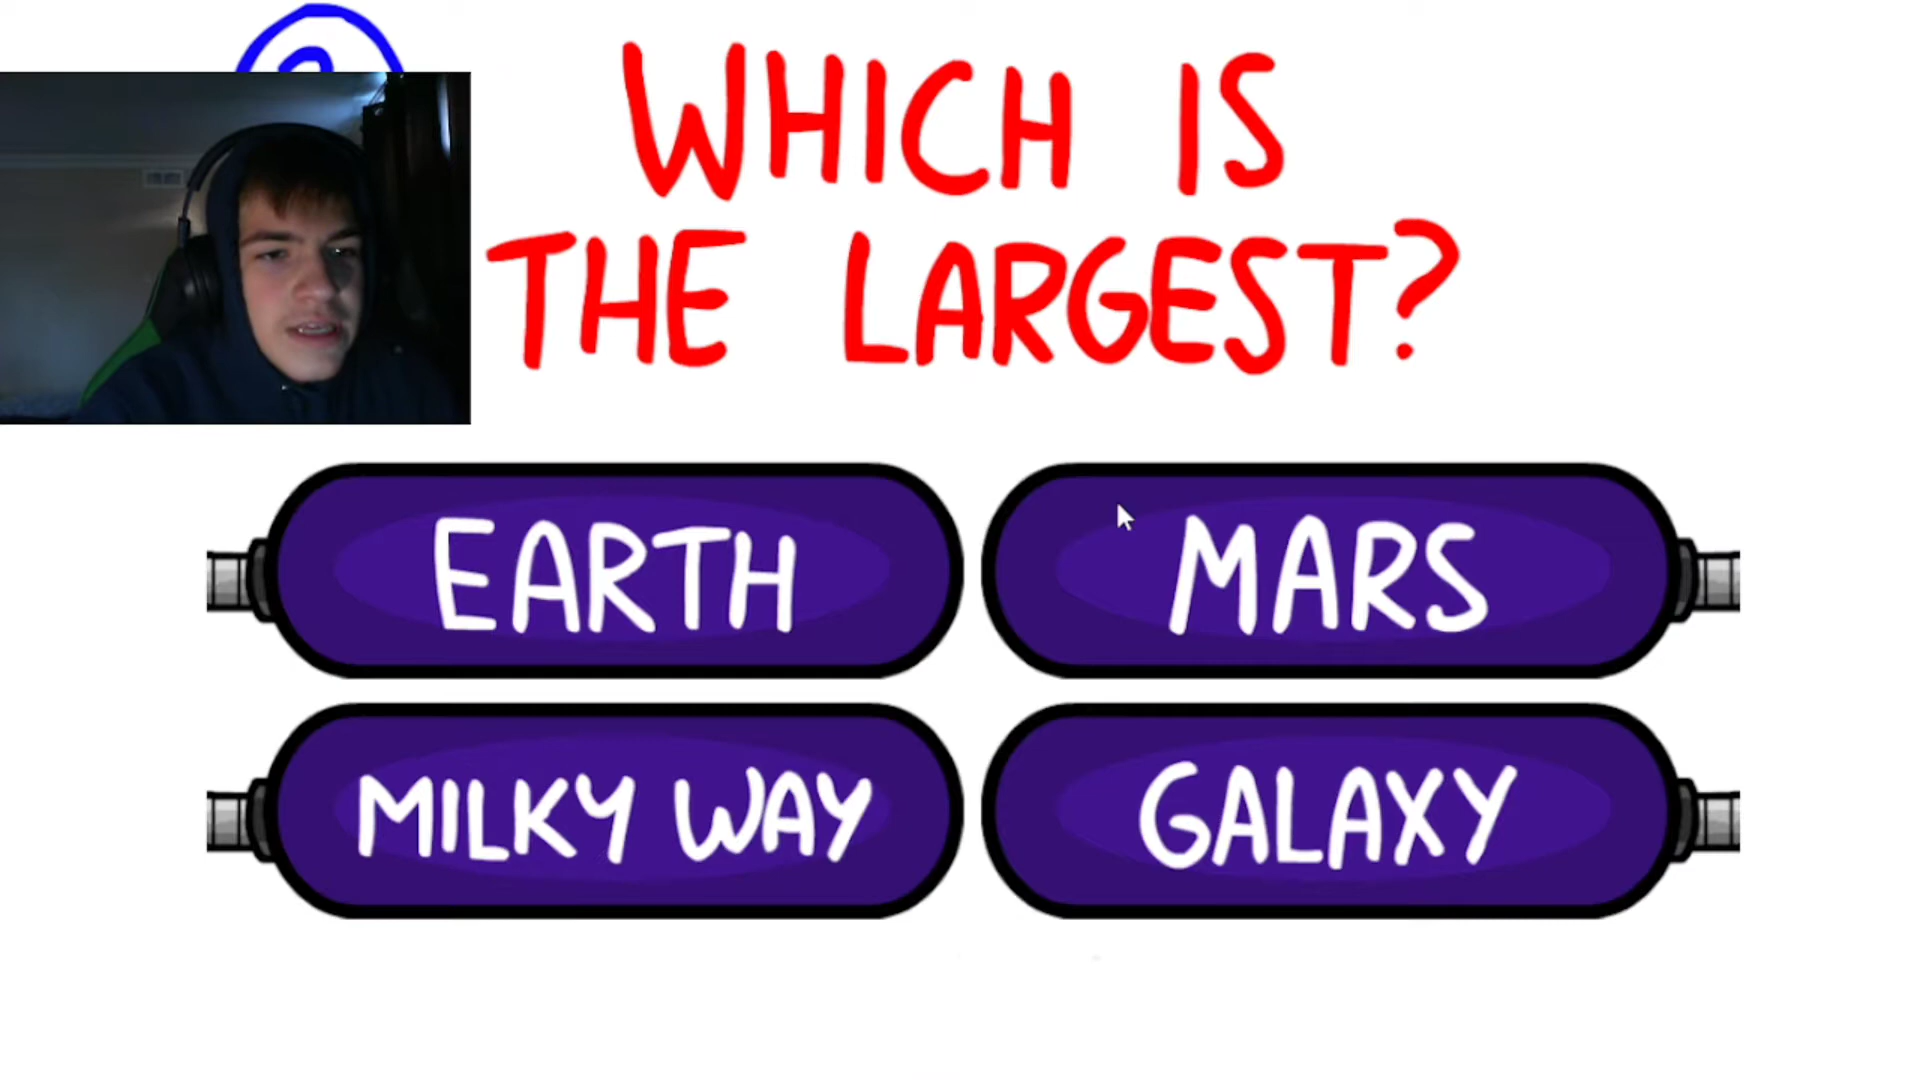 WHICH IS
THE LARGEST?
EARTH
MARS
MILKY WAY
GALAXY